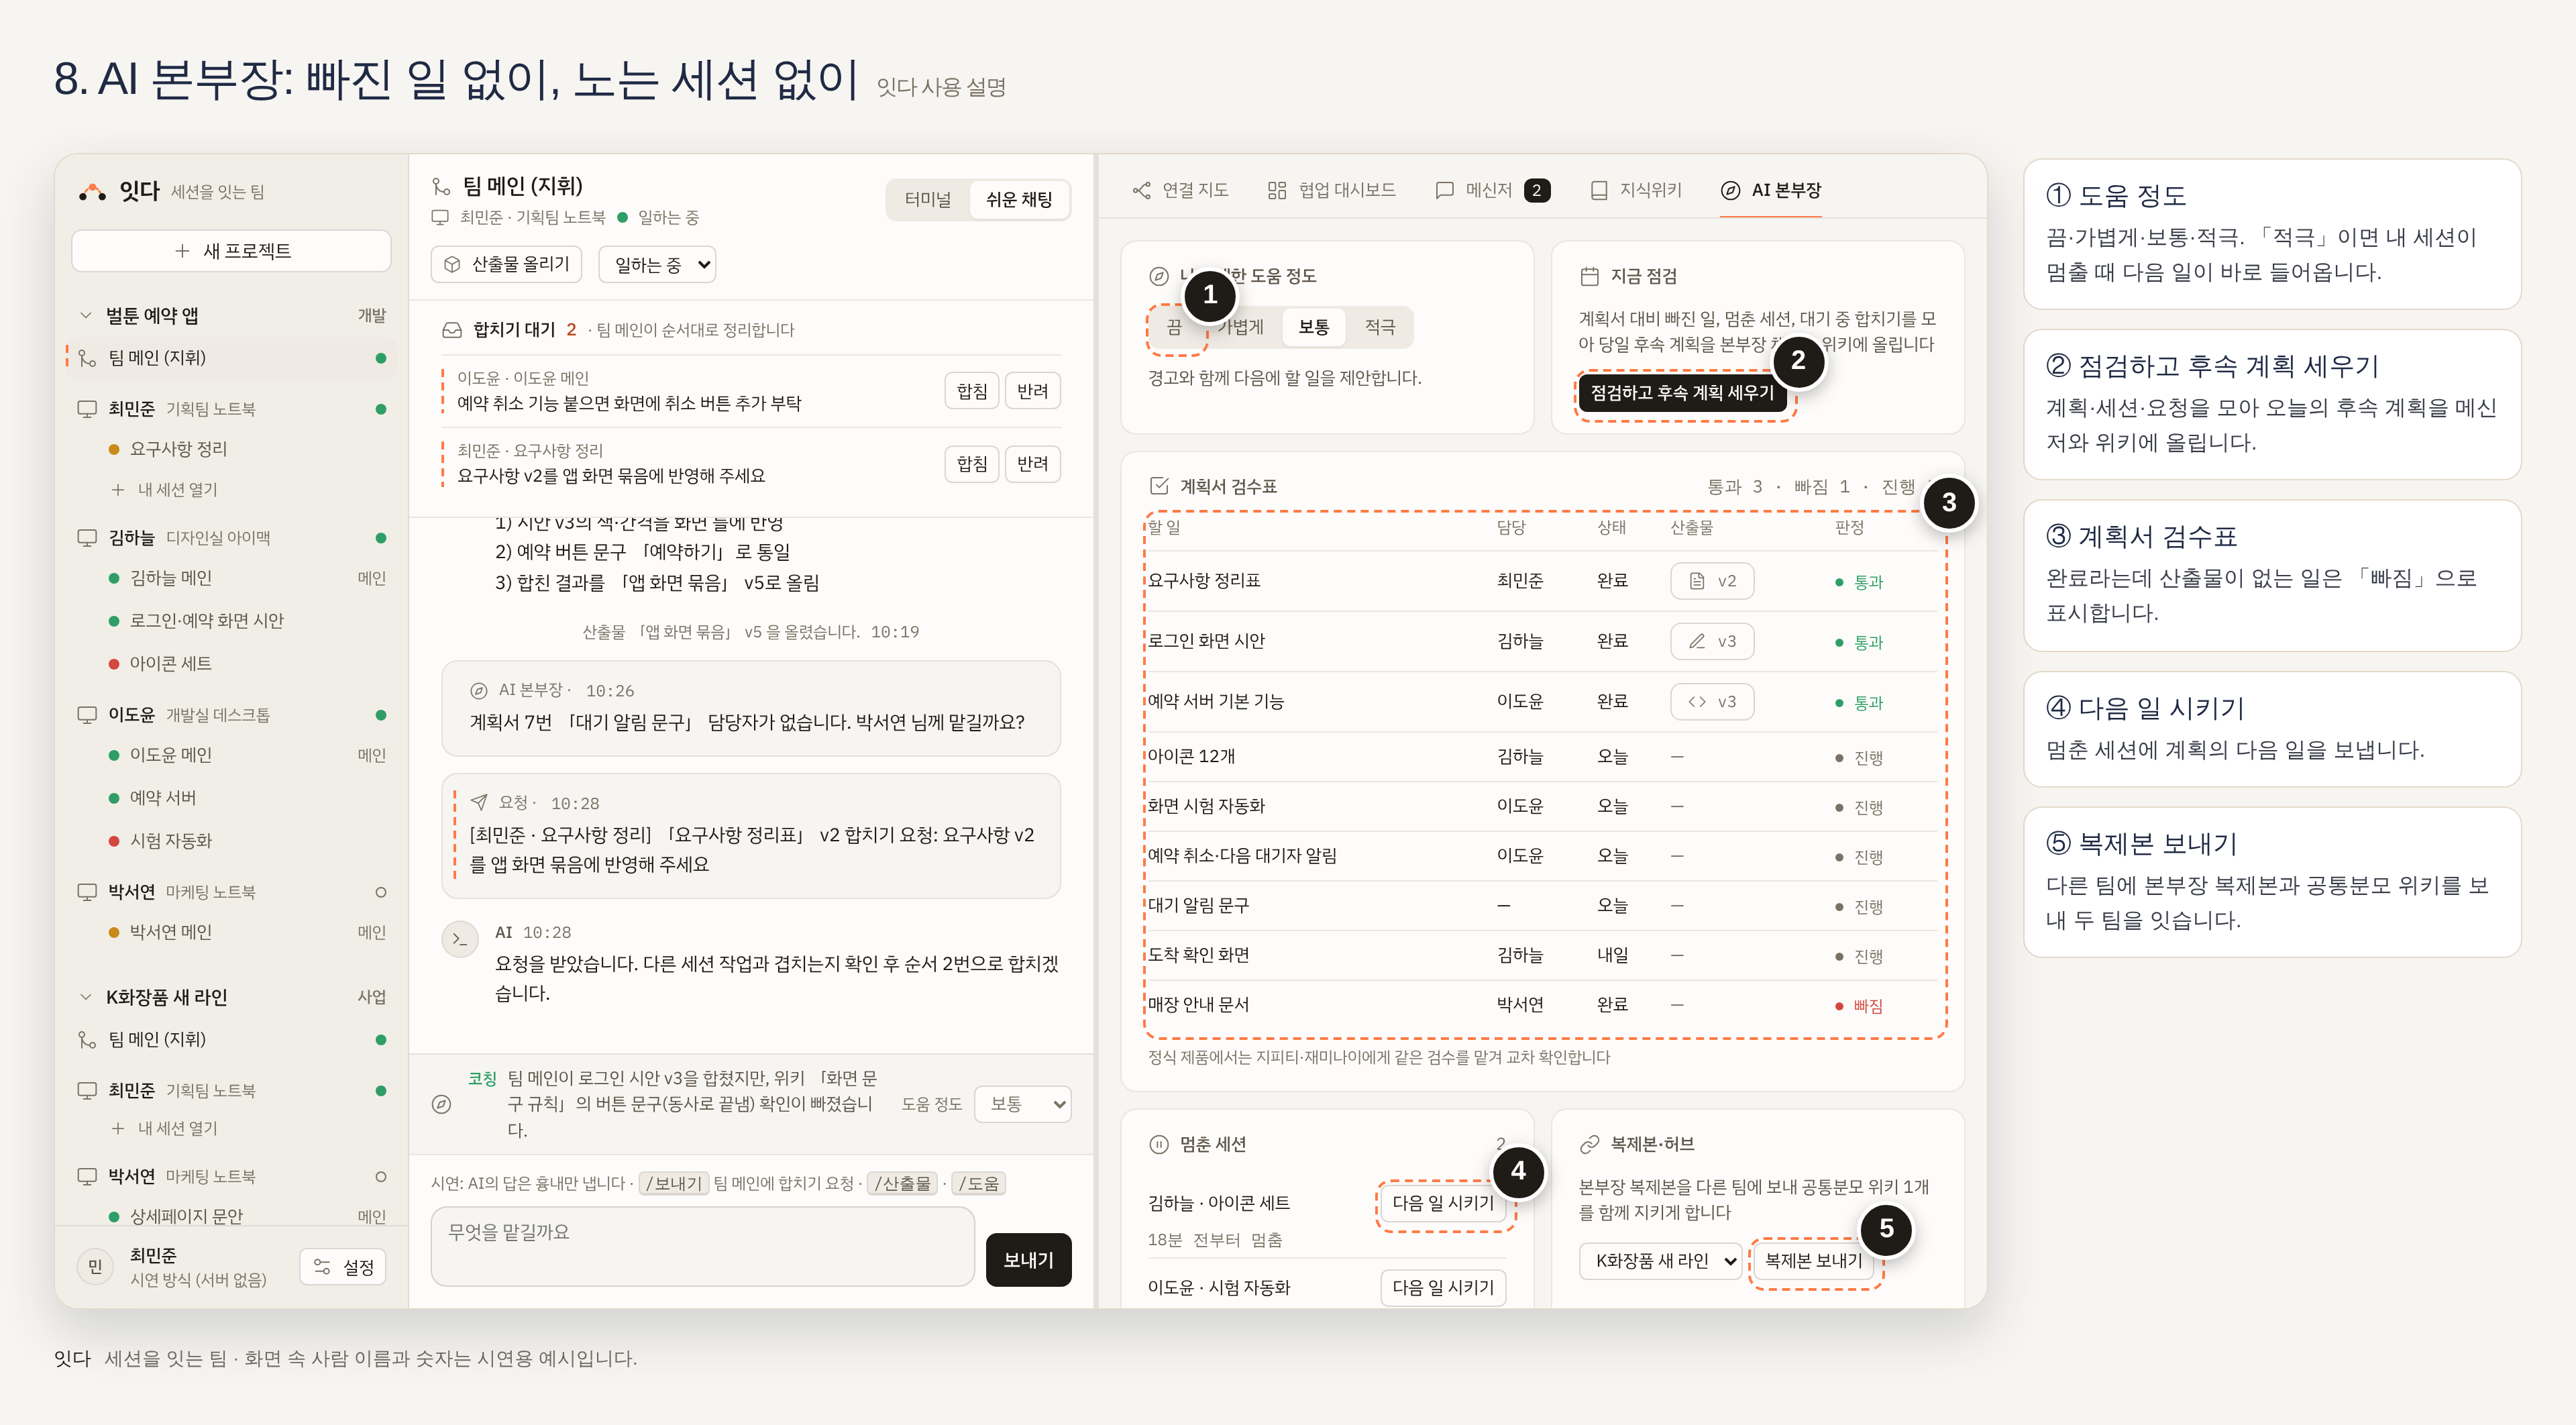 8. AI 본부장: 빠진 일 없이, 노는 세션 없이 잇다 사용 설명
잇다 세션을 잇는 팀
+ 새 프로젝트
벌툰 예약 앱 개발
팀 메인 (지휘)
최민준 기획팀 노트북
요구사항 정리
+ 내 세션 열기
김하늘 디자인실 아이맥
김하늘 메인 메인
로그인·예약 화면 시안
아이콘 세트
이도윤 개발실 데스크톱
이도윤 메인 메인
예약 서버
시험 자동화
박서연 마케팅 노트북
박서연 메인 메인
K화장품 새 라인 사업
팀 메인 (지휘)
최민준 기획팀 노트북
+ 내 세션 열기
박서연 마케팅 노트북
상세페이지 문안 메인
민 최민준
시연 방식 (서버 없음)
설정
팀 메인 (지휘)
최민준 · 기획팀 노트북 일하는 중
터미널 쉬운 채팅
산출물 올리기 일하는 중
합치기 대기 2 · 팀 메인이 순서대로 정리합니다
이도윤 · 이도윤 메인
예약 취소 기능 붙으면 화면에 취소 버튼 추가 부탁
합침 반려
최민준 · 요구사항 정리
요구사항 v2를 앱 화면 묶음에 반영해 주세요
합침 반려
1) 시안 v3의 색·간격을 화면 틀에 반영
2) 예약 버튼 문구 「예약하기」로 통일
3) 합친 결과를 「앱 화면 묶음」 v5로 올림
산출물 「앱 화면 묶음」 v5 을 올렸습니다. 10:19
AI 본부장 · 10:26
계획서 7번 「대기 알림 문구」 담당자가 없습니다. 박서연 님께 맡길까요?
요청 · 10:28
[최민준 · 요구사항 정리] 「요구사항 정리표」 v2 합치기 요청: 요구사항 v2
를 앱 화면 묶음에 반영해 주세요
AI 10:28
요청을 받았습니다. 다른 세션 작업과 겹치는지 확인 후 순서 2번으로 합치겠
습니다.
코칭 팀 메인이 로그인 시안 v3을 합쳤지만, 위키 「화면 문
구 규칙」의 버튼 문구(동사로 끝냄) 확인이 빠졌습니
다.
도움 정도 보통
시연: AI의 답은 흉내만 냅니다 · /보내기 팀 메인에 합치기 요청 · /산출물 · /도움
무엇을 맡길까요
보내기
연결 지도 협업 대시보드 메신저 2 지식위키 AI 본부장
도움 정도
1
끔 가볍게 보통 적극
경고와 함께 다음에 할 일을 제안합니다.
지금 점검
계획서 대비 빠진 일, 멈춘 세션, 대기 중 합치기를 모
아 당일 후속 계획을 본부장 위키에 올립니다
2
점검하고 후속 계획 세우기
계획서 검수표 통과 3 · 빠짐 1 · 진행
3
할 일 담당 상태 산출물 판정
요구사항 정리표 최민준 완료 v2 통과
로그인 화면 시안 김하늘 완료 v3 통과
예약 서버 기본 기능 이도윤 완료 v3 통과
아이콘 12개 김하늘 오늘 — 진행
화면 시험 자동화 이도윤 오늘 — 진행
예약 취소·다음 대기자 알림 이도윤 오늘 — 진행
대기 알림 문구 — 오늘 — 진행
도착 확인 화면 김하늘 내일 — 진행
매장 안내 문서 박서연 완료 — 빠짐
정식 제품에서는 지피티·재미나이에게 같은 검수를 맡겨 교차 확인합니다
멈춘 세션 2
4
김하늘 · 아이콘 세트 다음 일 시키기
18분 전부터 멈춤
이도윤 · 시험 자동화 다음 일 시키기
복제본·허브
본부장 복제본을 다른 팀에 보내 공통분모 위키 1개
를 함께 지키게 합니다
5
K화장품 새 라인 복제본 보내기
① 도움 정도
끔·가볍게·보통·적극. 「적극」이면 내 세션이
멈출 때 다음 일이 바로 들어옵니다.
② 점검하고 후속 계획 세우기
계획·세션·요청을 모아 오늘의 후속 계획을 메신
저와 위키에 올립니다.
③ 계획서 검수표
완료라는데 산출물이 없는 일은 「빠짐」으로
표시합니다.
④ 다음 일 시키기
멈춘 세션에 계획의 다음 일을 보냅니다.
⑤ 복제본 보내기
다른 팀에 본부장 복제본과 공통분모 위키를 보
내 두 팀을 잇습니다.
잇다 세션을 잇는 팀 · 화면 속 사람 이름과 숫자는 시연용 예시입니다.